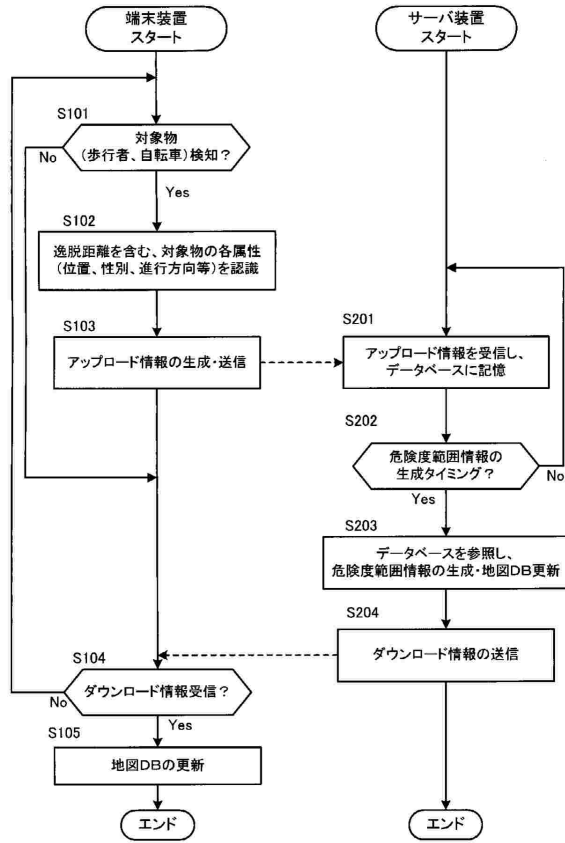 端末装置
スタート
S101
対象物
(歩行者、自転車)検知？
No
Yes
S102
逸脱距離を含む、対象物の各属性
(位置、性別、進行方向等)を認識
S103
アップロード情報の生成・送信
S104
ダウンロード情報受信？
No
Yes
S105
地図DBの更新
エンド
サーバ装置
スタート
S201
アップロード情報を受信し、
データベースに記憶
S202
危険度範囲情報の
生成タイミング？
No
Yes
S203
データベースを参照し、
危険度範囲情報の生成・地図DB更新
S204
ダウンロード情報の送信
エンド